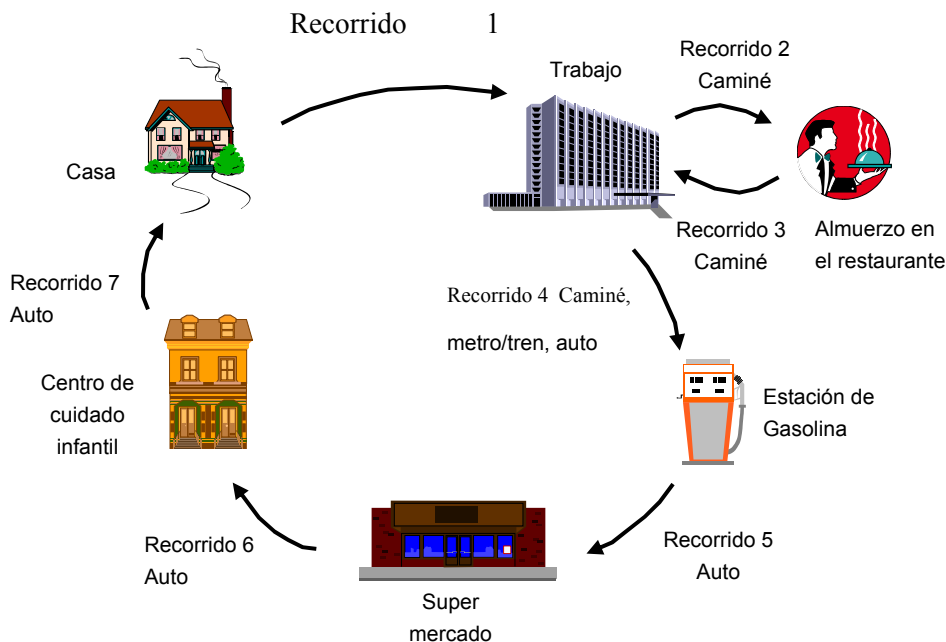 Recorrido 1
Trabajo
Recorrido 2
Caminé
Casa
Recorrido 3
Caminé
Almuerzo en
el restaurante
Recorrido 7
Auto
Recorrido 4 Caminé,
metro/tren, auto
Centro de
cuidado
infantil
Estación de
Gasolina
Recorrido 6
Auto
Recorrido 5
Auto
Super
mercado